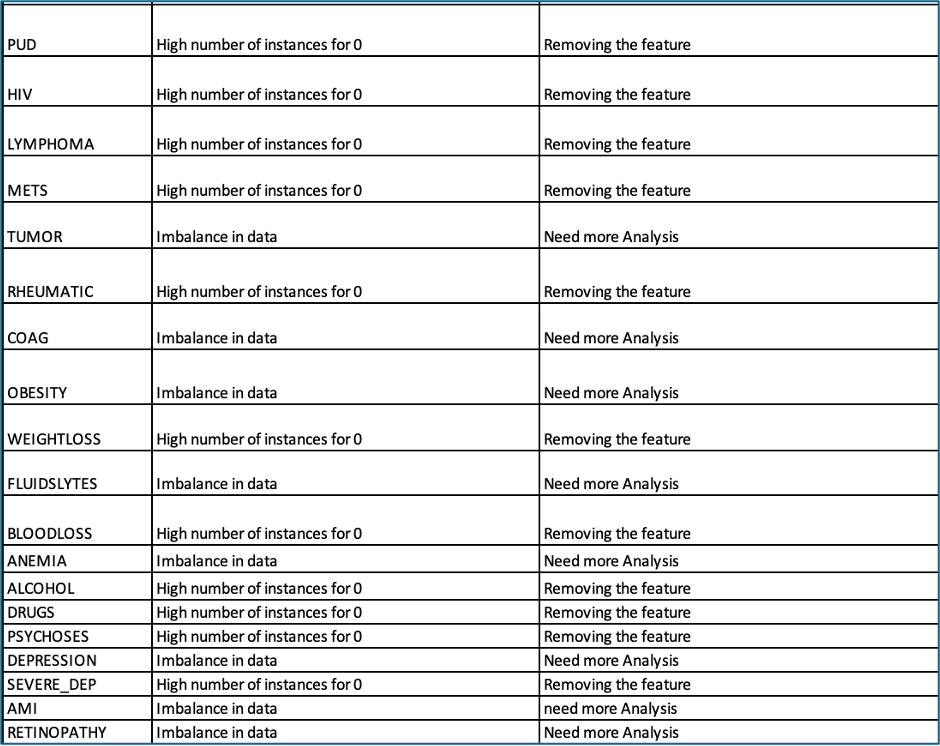 PUD High number of instances for 0 Removing the feature
HIV High number of instances for 0 Removing the feature
LYMPHOMA High number of instances for 0 Removing the feature
METS High number of instances for 0 Removing the feature
TUMOR Imbalance in data Need more Analysis
RHEUMATIC High number of instances for 0 Removing the feature
COAG Imbalance in data Need more Analysis
OBESITY Imbalance in data Need more Analysis
WEIGHTLOSS High number of instances for 0 Removing the feature
FLUIDSLYTES Imbalance in data Need more Analysis
BLOODLOSS High number of instances for 0 Removing the feature
ANEMIA Imbalance in data Need more Analysis
ALCOHOL High number of instances for 0 Removing the feature
DRUGS High number of instances for 0 Removing the feature
PSYCHOSES High number of instances for 0 Removing the feature
DEPRESSION Imbalance in data Need more Analysis
SEVERE_DEP High number of instances for 0 Removing the feature
AMI Imbalance in data need more Analysis
RETINOPATHY Imbalance in data Need more Analysis